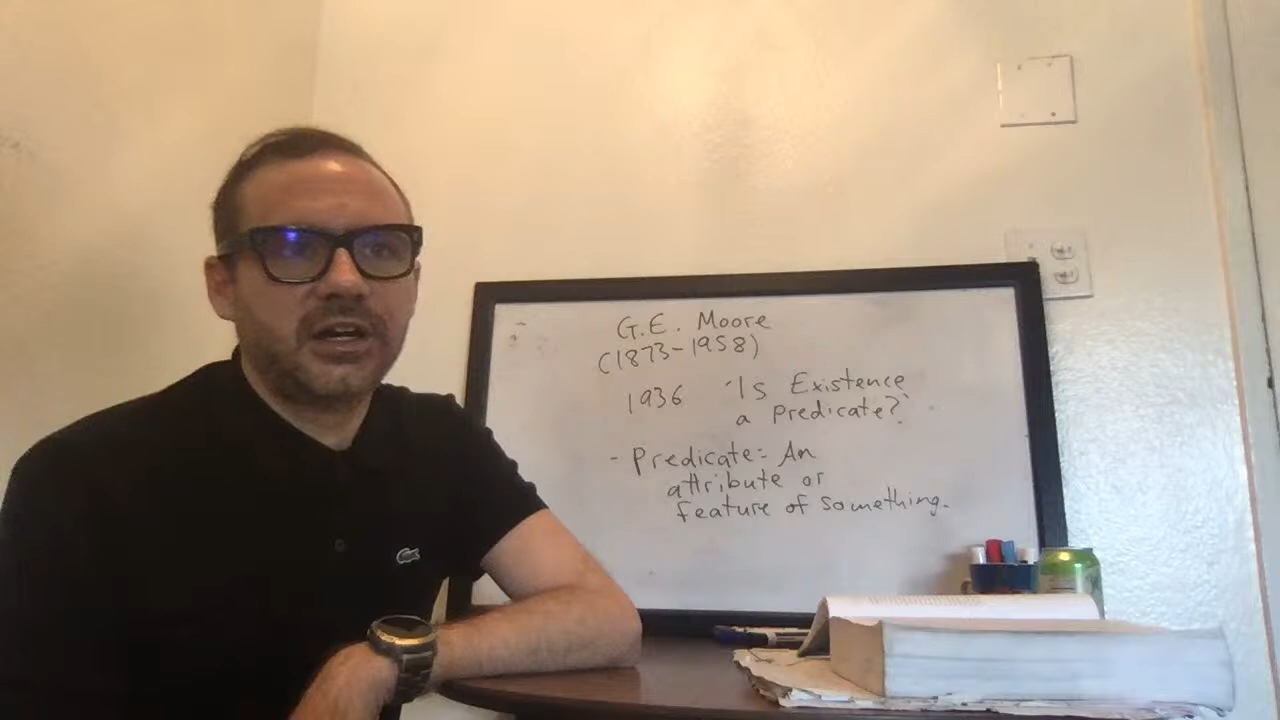 G.E. Moore
(1873-1958)
1936 'Is Existence
a predicate?'
- Predicate: An
attribute or
feature of something.